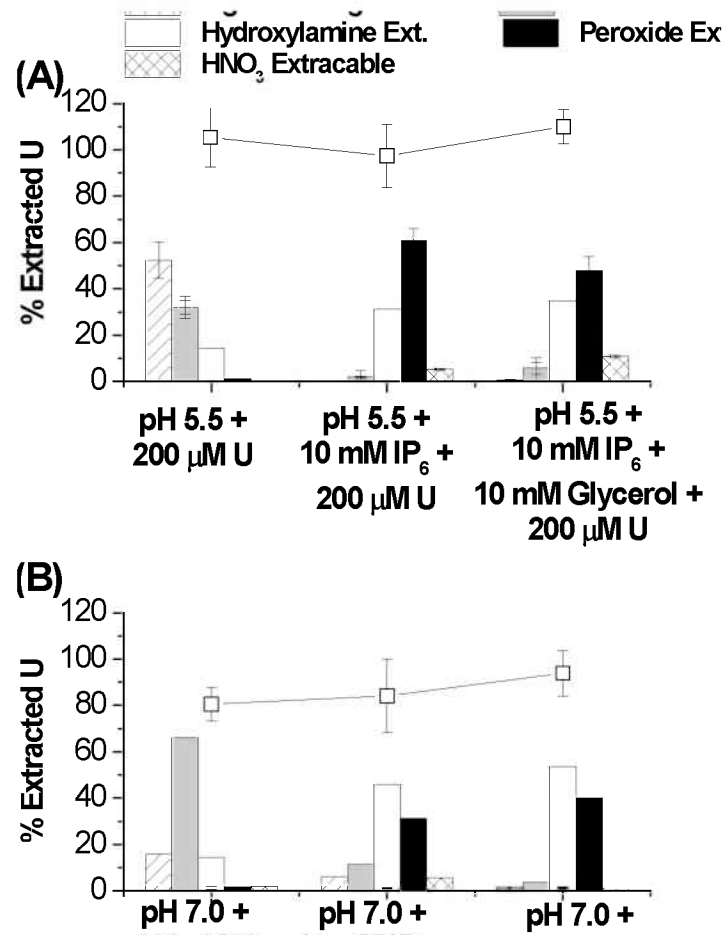 Hydroxylamine Ext.
Peroxide Ex
HNO₃ Extracable
(A)
120
100
80
60
40
20
0
% Extracted U
pH 5.5 +
200 μM U
pH 5.5 +
10 mM IP₆ +
200 μM U
pH 5.5 +
10 mM IP₆ +
10 mM Glycerol +
200 μM U
(B)
120
100
80
60
40
20
0
% Extracted U
pH 7.0 +
pH 7.0 +
pH 7.0 +